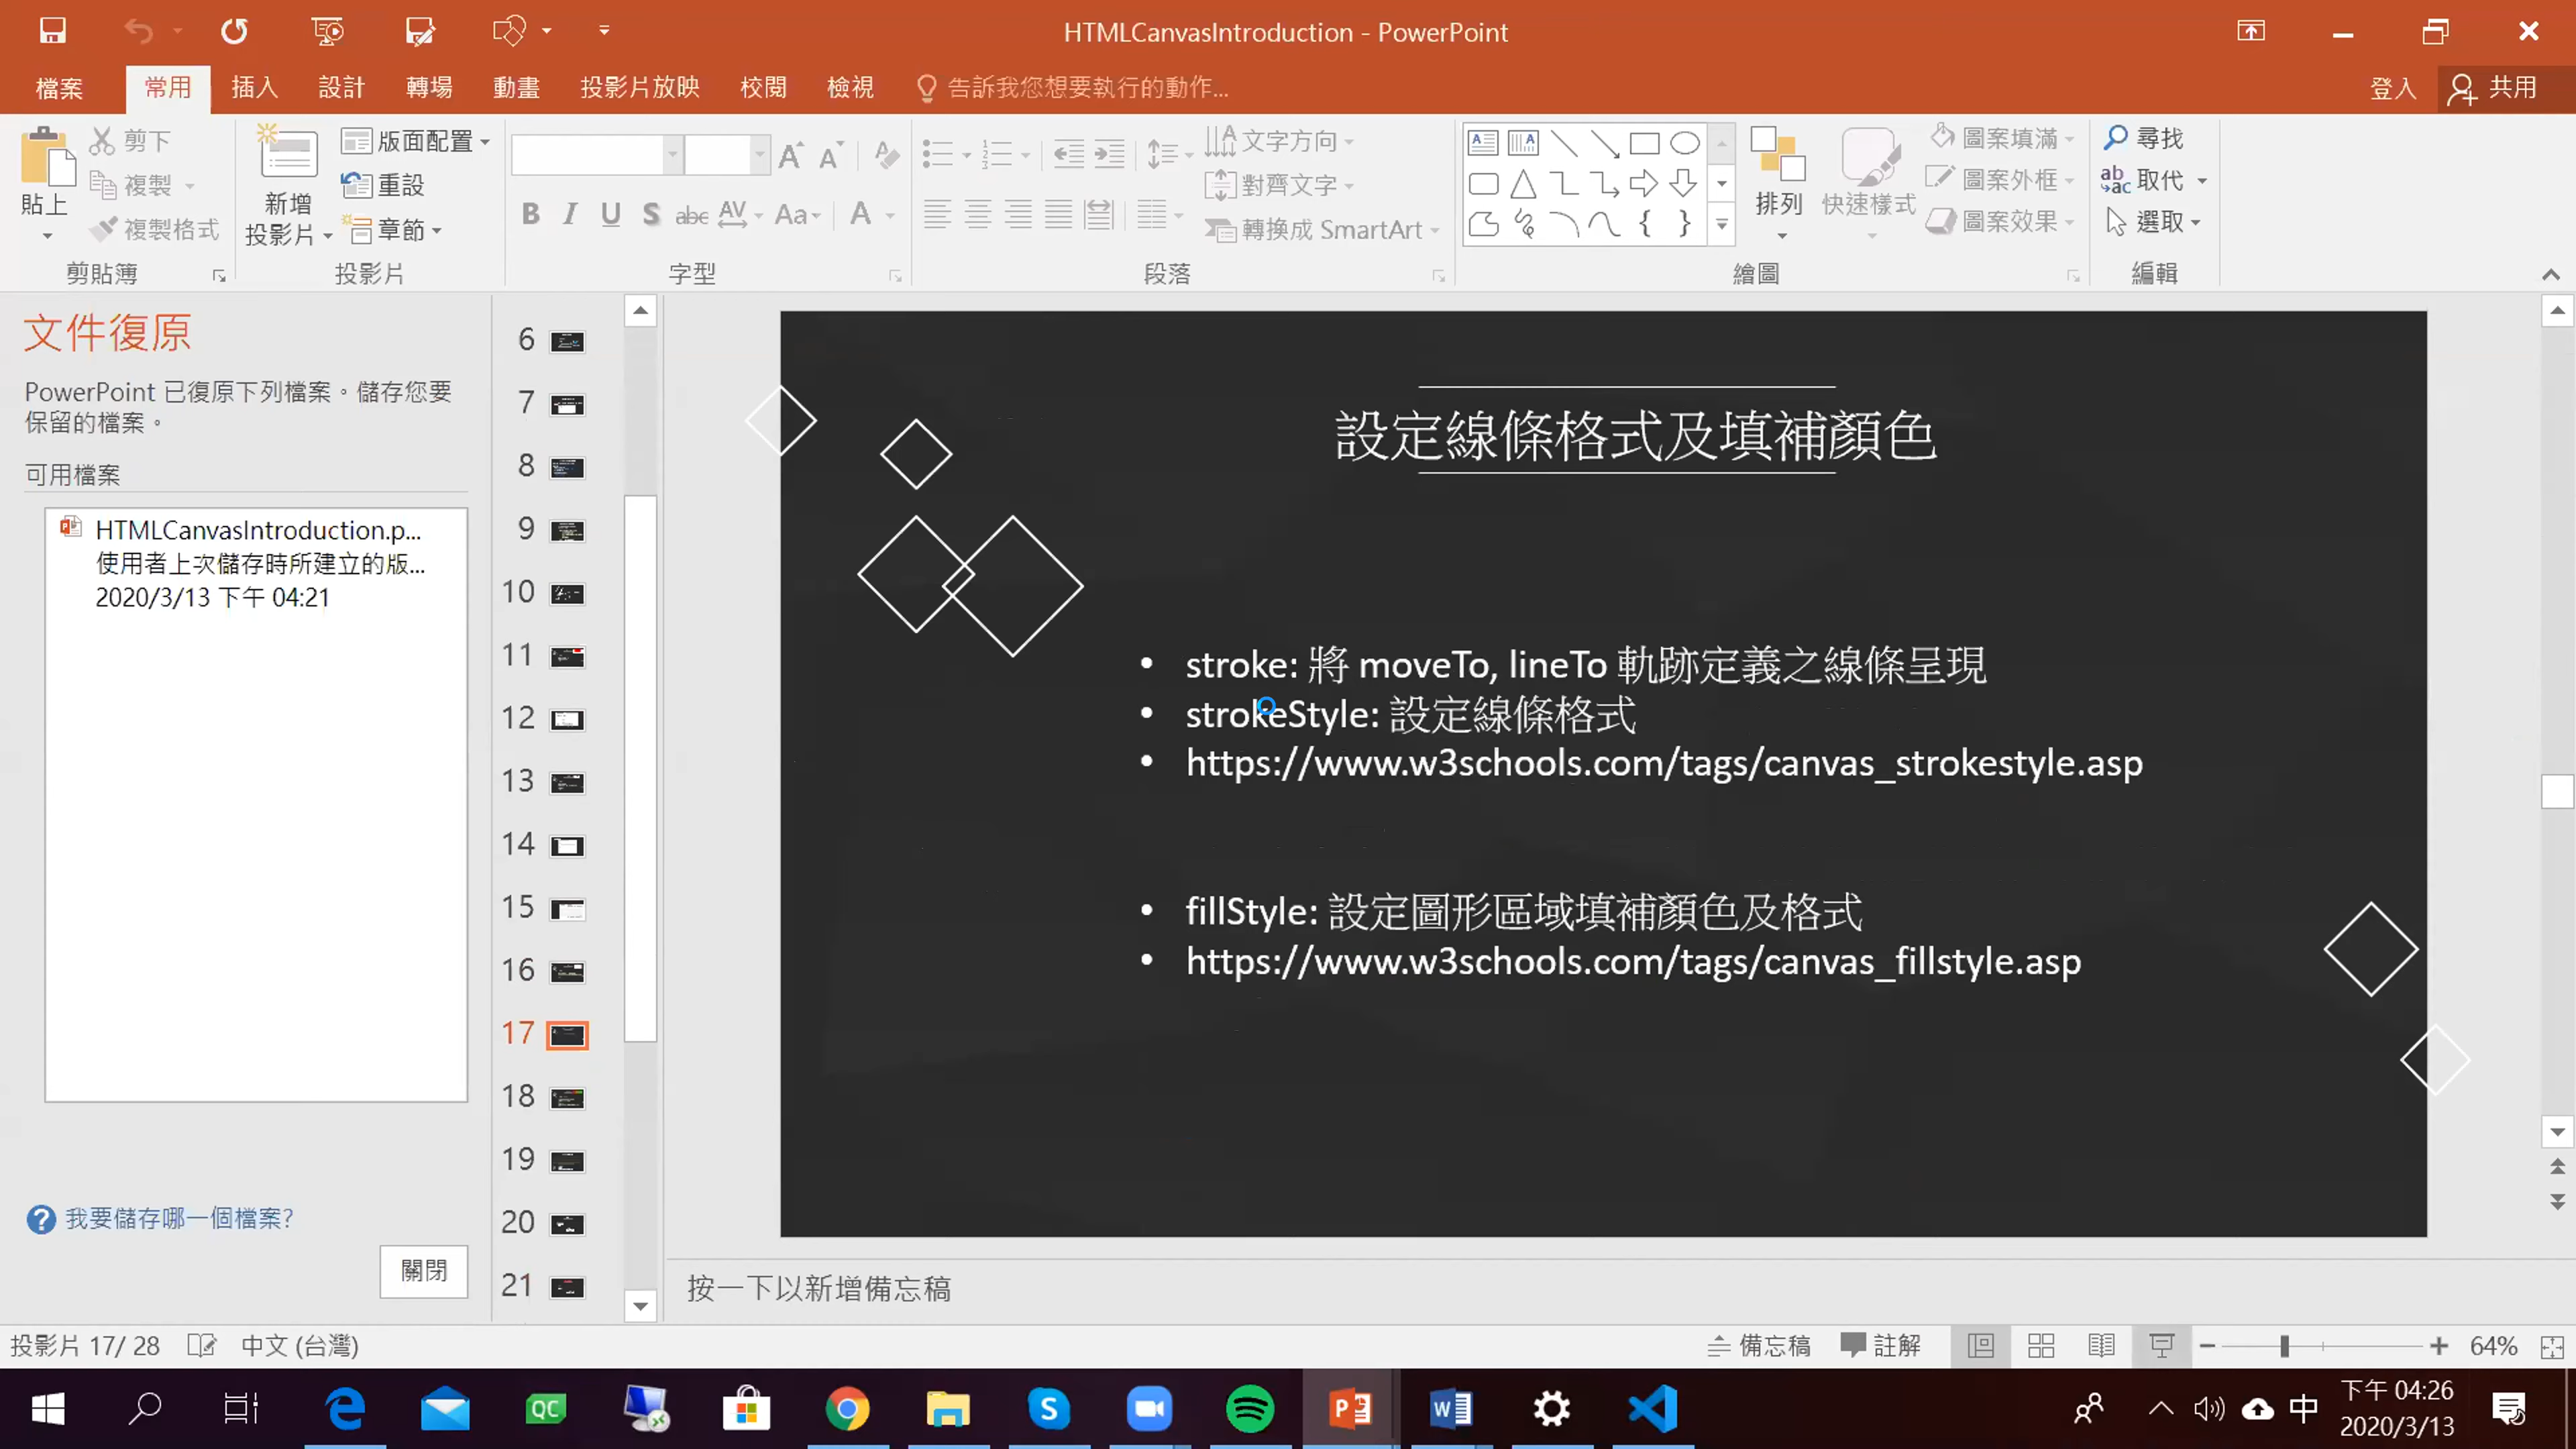 HTMLCanvasIntroduction - PowerPoint
檔案 常用 插入 設計 轉場 動畫 投影片放映 校閱 檢視 告訴我您想要執行的動作... 登入 共用
貼上
剪下
複製
複製格式
剪貼簿
新增
投影片
版面配置
重設
章節
投影片
B I U S abc AV Aa A
字型
文字方向
對齊文字
轉換成 SmartArt
段落
排列
快速樣式
圖案填滿
圖案外框
圖案效果
繪圖
尋找
取代
選取
編輯
文件復原
PowerPoint 已復原下列檔案。儲存您要
保留的檔案。
可用檔案
HTMLCanvasIntroduction.p...
使用者上次儲存時所建立的版...
2020/3/13 下午 04:21
我要儲存哪一個檔案?
關閉
6
7
8
9
10
11
12
13
14
15
16
17
18
19
20
21
設定線條格式及填補顏色
• stroke: 將 moveTo, lineTo 軌跡定義之線條呈現
• strokeStyle: 設定線條格式
• https://www.w3schools.com/tags/canvas_strokestyle.asp
• fillStyle: 設定圖形區域填補顏色及格式
• https://www.w3schools.com/tags/canvas_fillstyle.asp
按一下以新增備忘稿
投影片 17/ 28 中文 (台灣) 備忘稿 註解 64%
QC
中
下午 04:26
2020/3/13